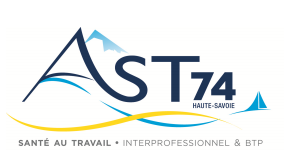 AST74
HAUTE-SAVOIE
SANTÉ AU TRAVAIL • INTERPROFESSIONNEL & BTP